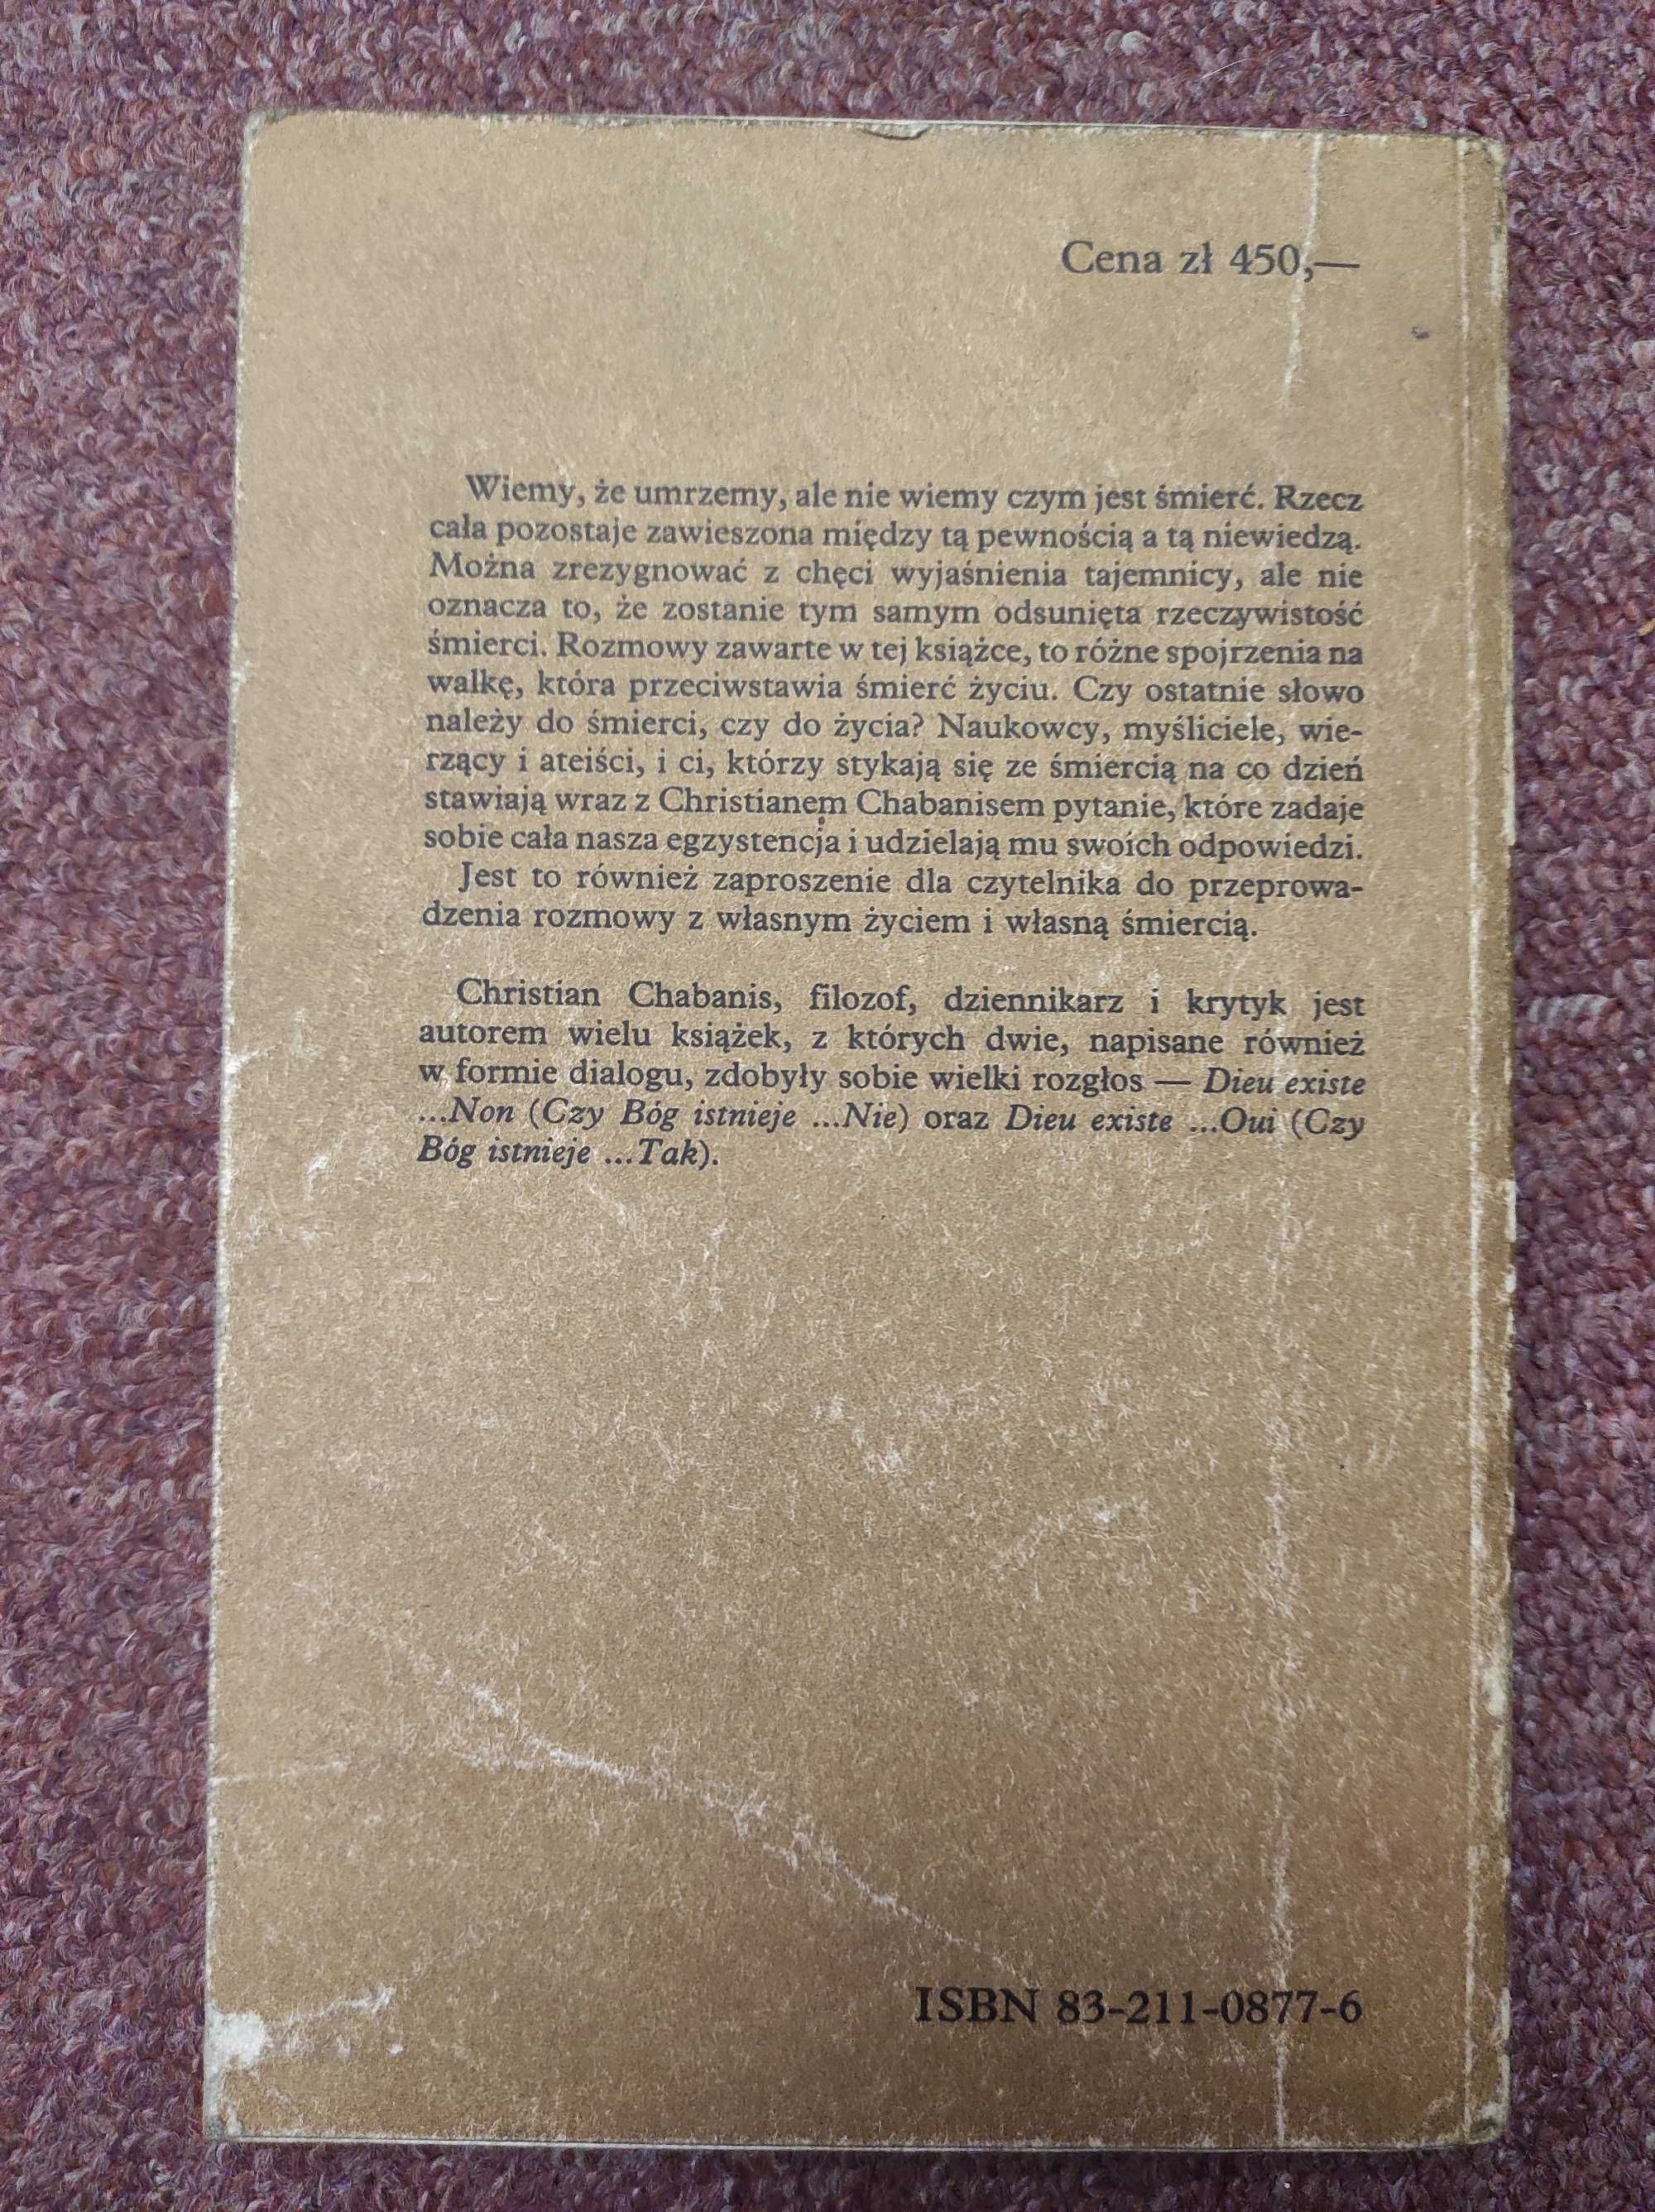 Cena zł 450,—
Wiemy, że umrzemy, ale nie wiemy czym jest śmierć. Rzecz
cała pozostaje zawieszona między tą pewnością a tą niewiedzą.
Można zrezygnować z chęci wyjaśnienia tajemnicy, ale nie
oznacza to, że zostanie tym samym odsunięta rzeczywistość
śmierci. Rozmowy zawarte w tej książce, to różne spojrzenia na
walkę, która przeciwstawia śmierć życiu. Czy ostatnie słowo
należy do śmierci, czy do życia? Naukowcy, myśliciele, wie-
rzący i ateiści, i ci, którzy stykają się ze śmiercią na co dzień
stawiają wraz z Christianem Chabanisem pytanie, które zadaje
sobie cała nasza egzystencja i udzielają mu swoich odpowiedzi.
Jest to również zaproszenie dla czytelnika do przeprowa-
dzenia rozmowy z własnym życiem i własną śmiercią.
Christian Chabanis, filozof, dziennikarz i krytyk jest
autorem wielu książek, z których dwie, napisane również
w formie dialogu, zdobyły sobie wielki rozgłos — Dieu existe
...Non (Czy Bóg istnieje ...Nie) oraz Dieu existe ...Oui (Czy
Bóg istnieje ...Tak).
ISBN 83-211-0877-6